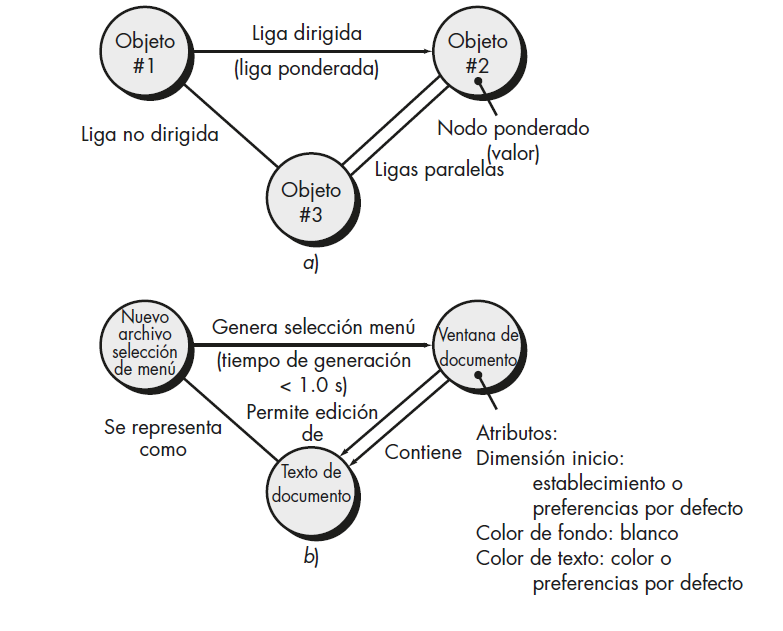 Objeto
#1
Liga dirigida
(liga ponderada)
Objeto
#2
Liga no dirigida
Nodo ponderado
(valor)
Ligas paralelas
Objeto
#3
a)
Nuevo
archivo
selección
de menú
Genera selección menú
(tiempo de generación
< 1.0 s)
Ventana de
documento
Se representa
como
Permite edición
de
Contiene
Texto de
documento
Atributos:
Dimensión inicio:
establecimiento o
preferencias por defecto
Color de fondo: blanco
Color de texto: color o
preferencias por defecto
b)